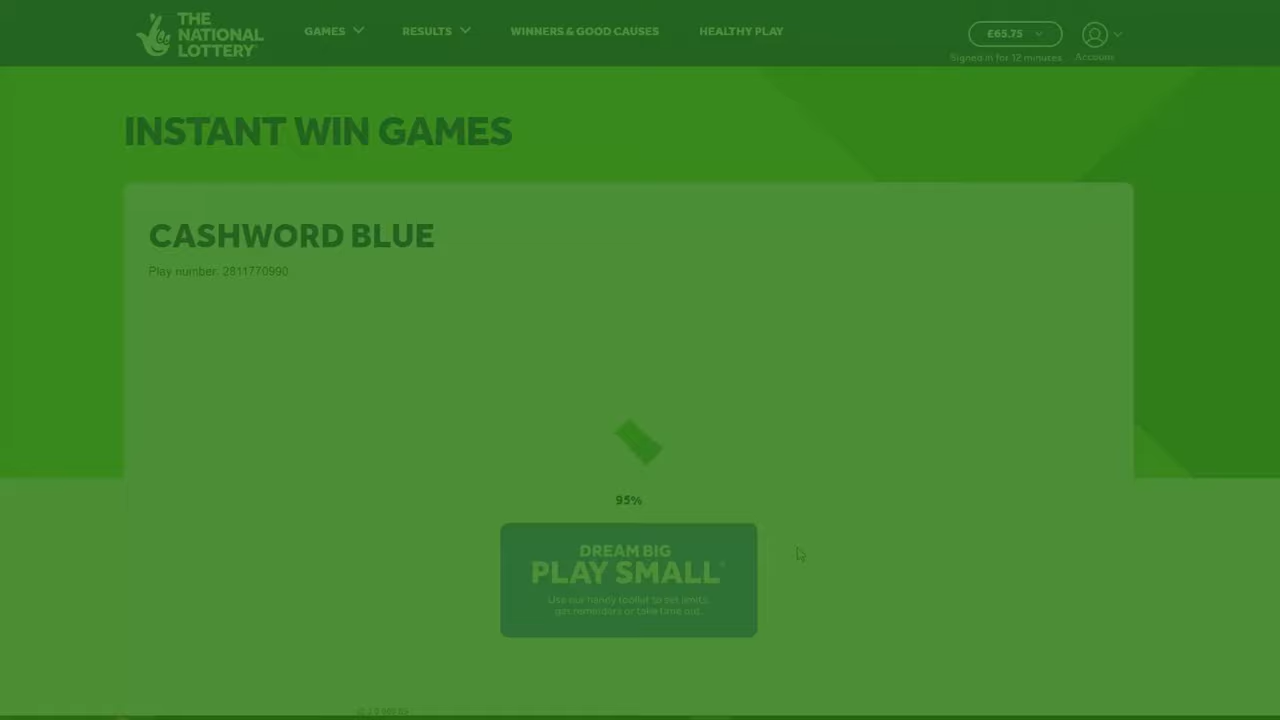 THE
NATIONAL
LOTTERY
GAMES RESULTS WINNERS & GOOD CAUSES HEALTHY PLAY
£65.75
Signed in for 12 minutes Account
INSTANT WIN GAMES
CASHWORD BLUE
Play number: 2811770990
95%
DREAM BIG
PLAY SMALL
Use our handy toolkit to set limits,
get reminders or take time out.